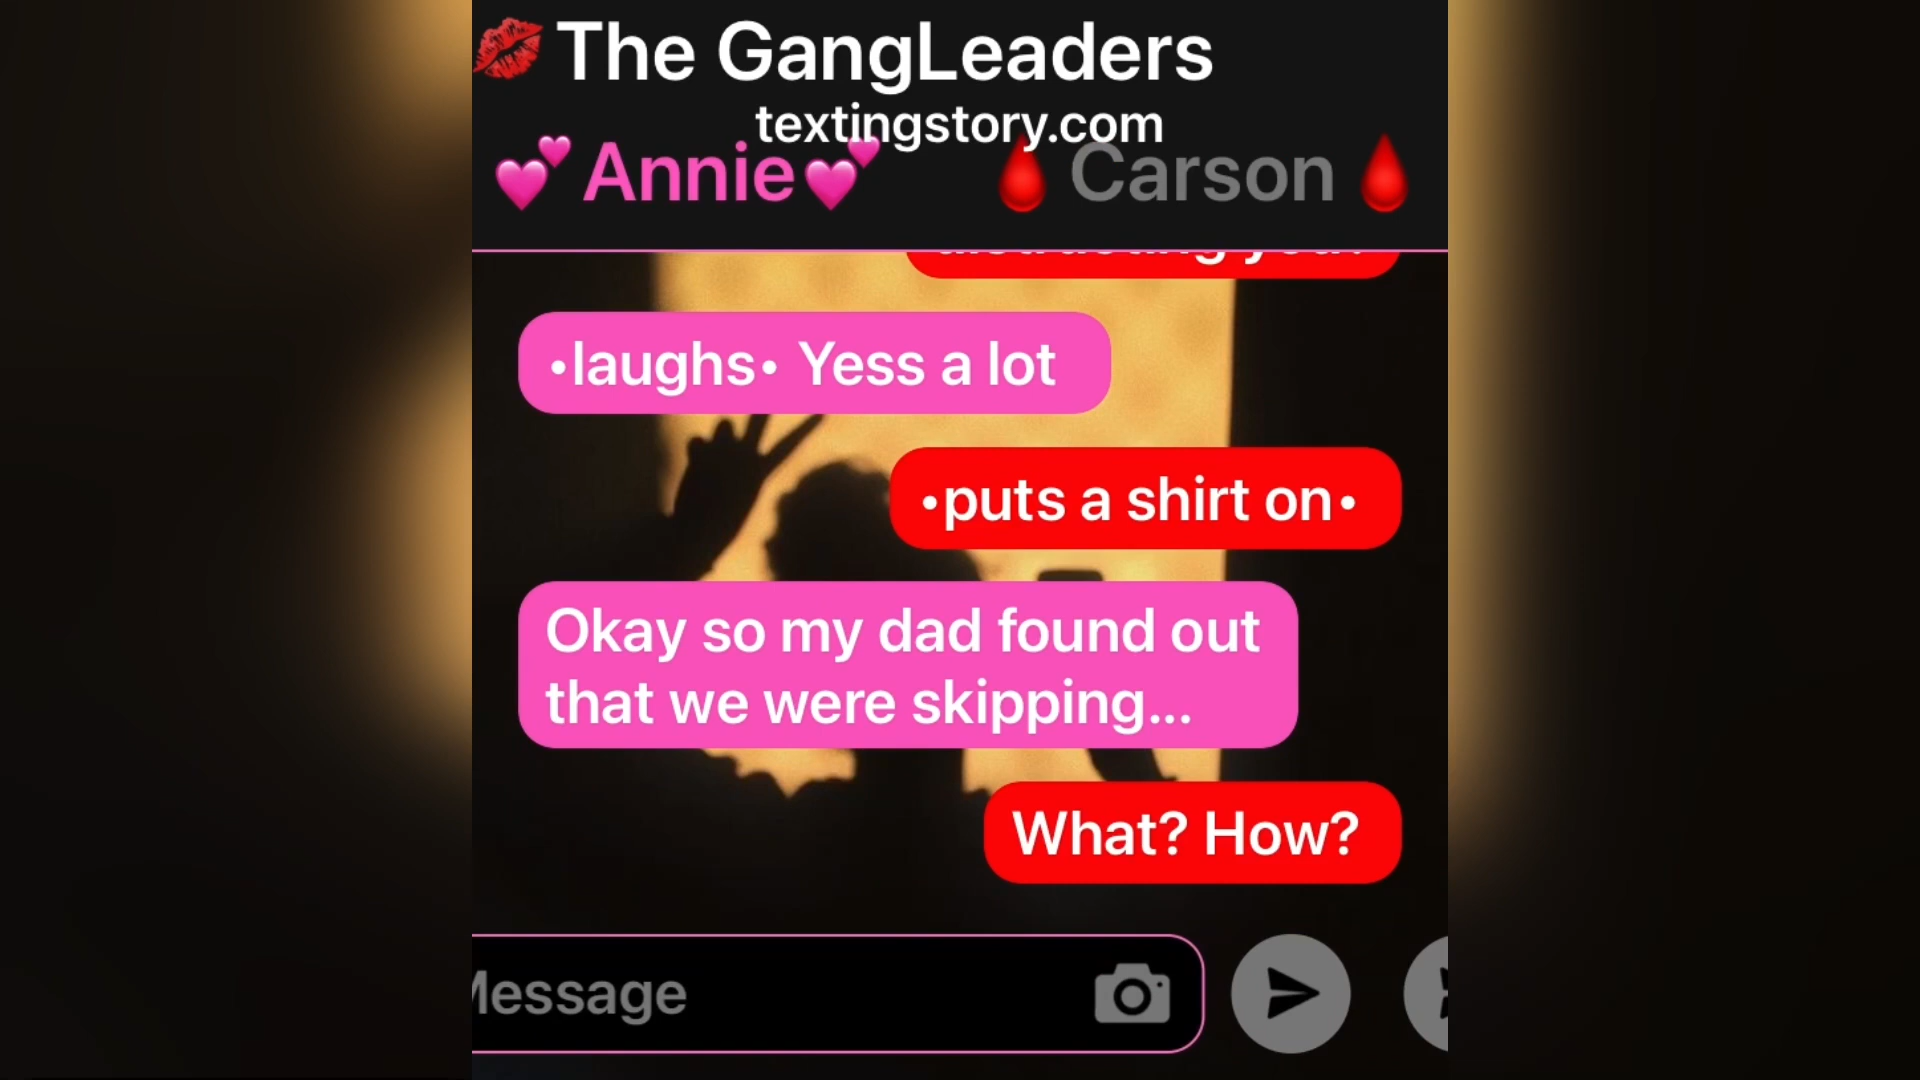 The GangLeaders
textingstory.com
Annie
Carson
•laughs• Yess a lot
•puts a shirt on•
Okay so my dad found out
that we were skipping...
What? How?
Message